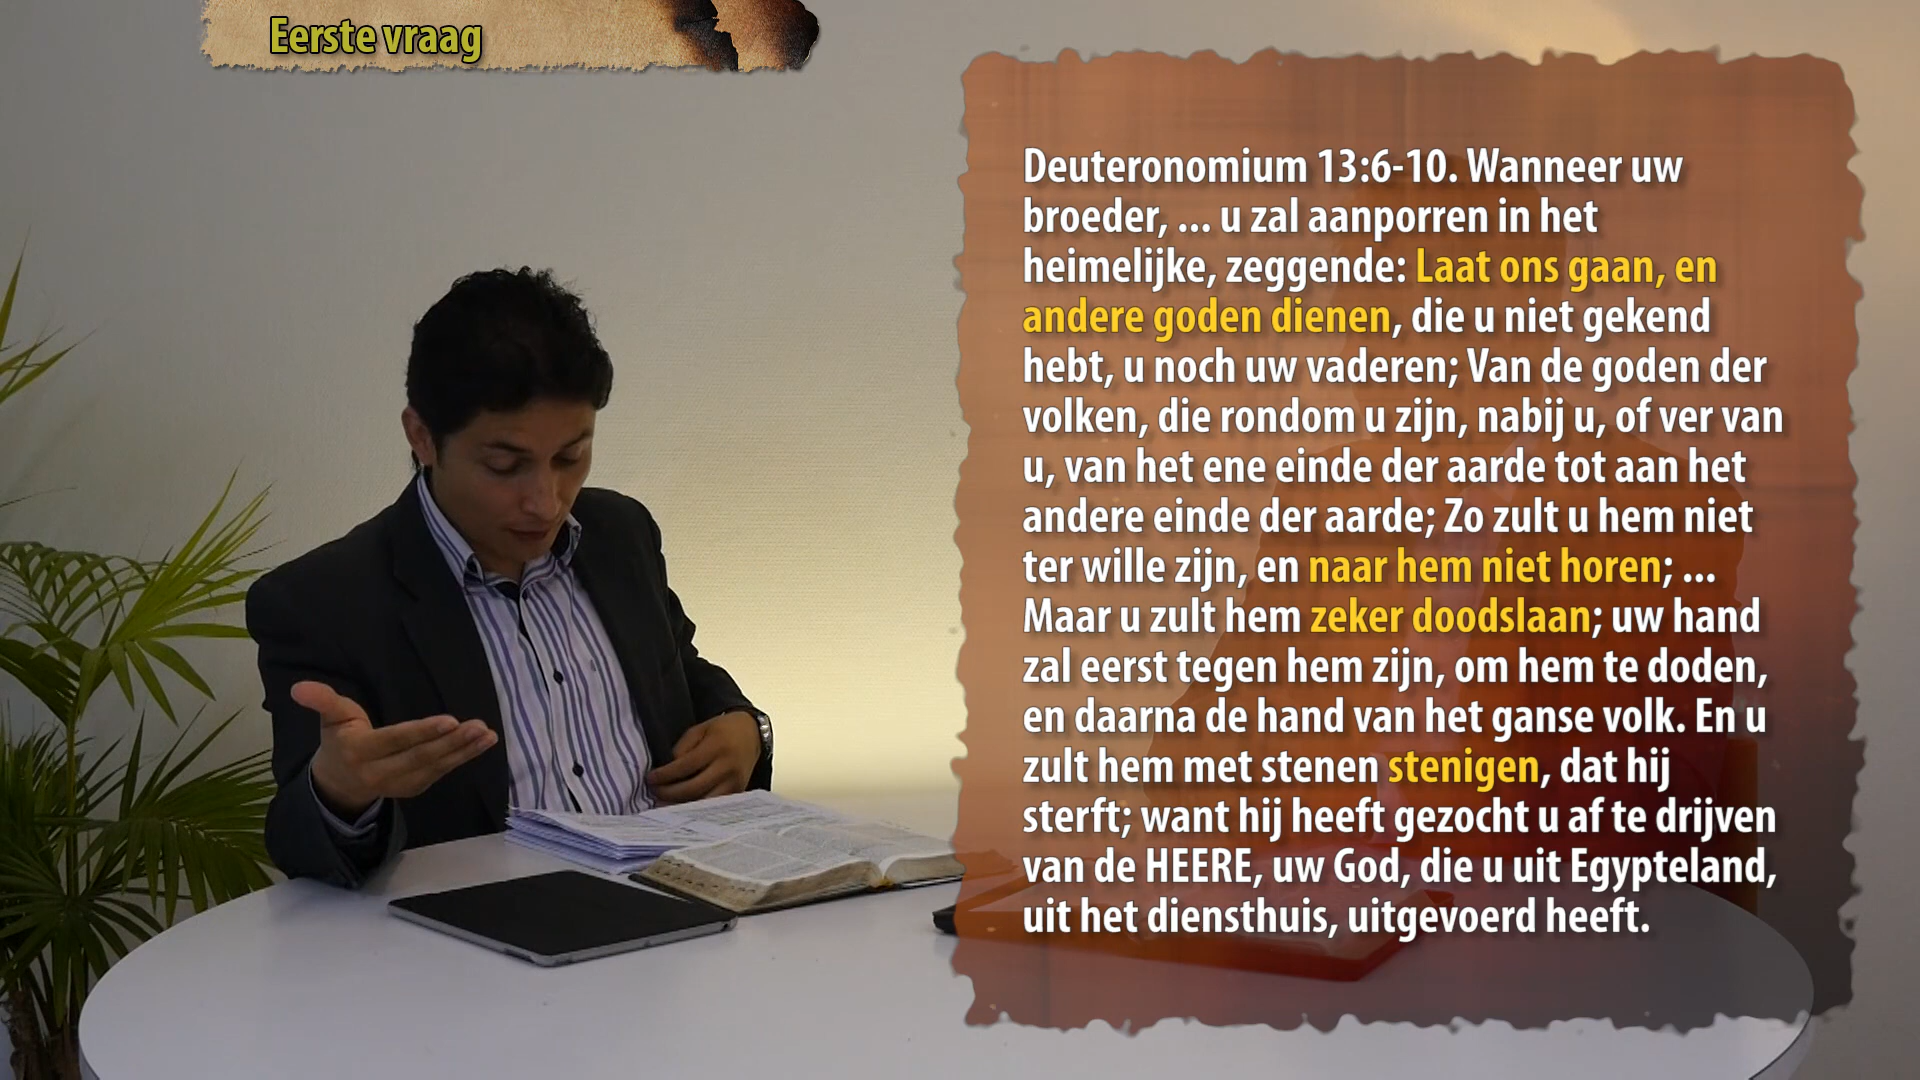 Eerste vraag
Deuteronomium 13:6-10. Wanneer uw
broeder, ... u zal aanporren in het
heimelijke, zeggende: Laat ons gaan, en
andere goden dienen, die u niet gekend
hebt, u noch uw vaderen; Van de goden der
volken, die rondom u zijn, nabij u, of ver van
u, van het ene einde der aarde tot aan het
andere einde der aarde; Zo zult u hem niet
ter wille zijn, en naar hem niet horen; ...
Maar u zult hem zeker doodslaan; uw hand
zal eerst tegen hem zijn, om hem te doden,
en daarna de hand van het ganse volk. En u
zult hem met stenen stenigen, dat hij
sterft; want hij heeft gezocht u af te drijven
van de HEERE, uw God, die u uit Egypteland,
uit het diensthuis, uitgevoerd heeft.